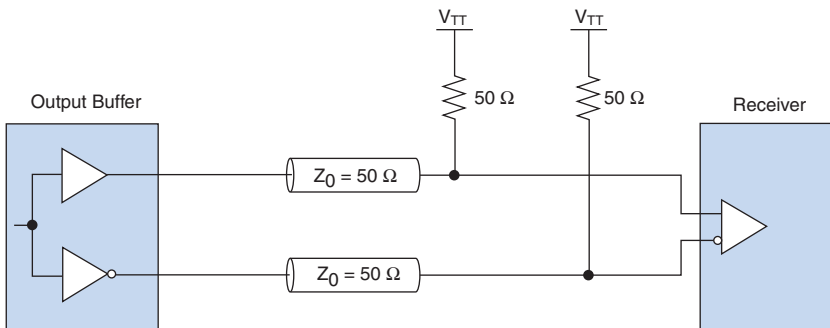 V_TT V_TT
50 Ω 50 Ω
Output Buffer Receiver
Z_0 = 50 Ω
Z_0 = 50 Ω